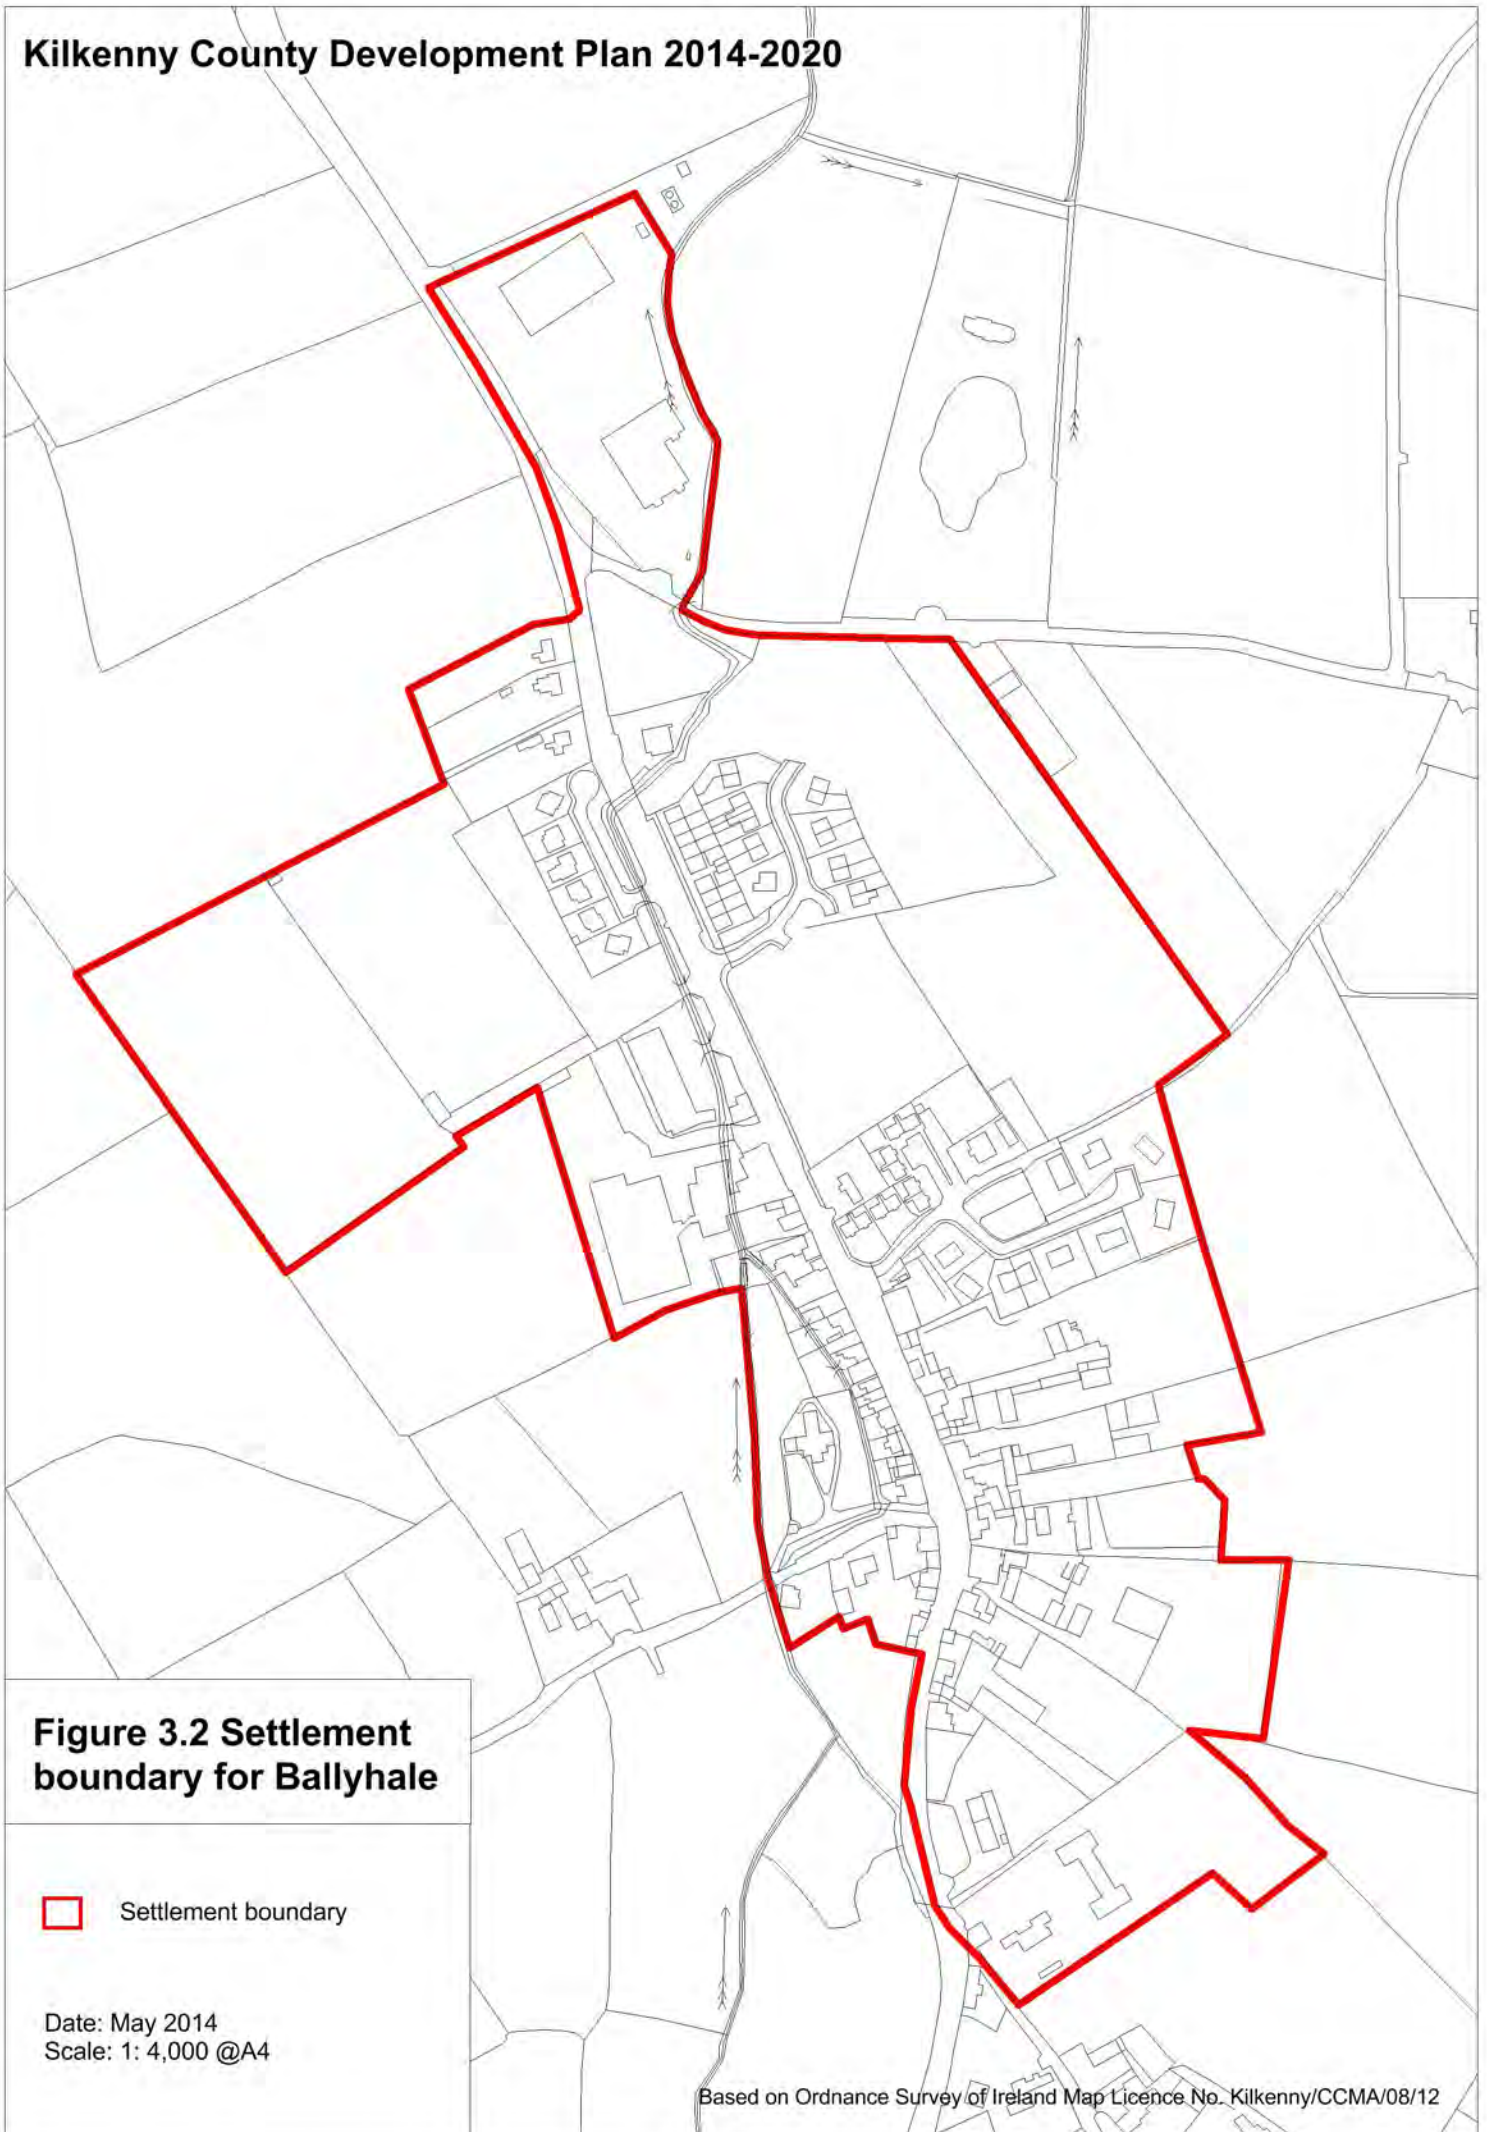 Kilkenny County Development Plan 2014-2020
Figure 3.2 Settlement
boundary for Ballyhale
Settlement boundary
Date: May 2014
Scale: 1: 4,000 @A4
Based on Ordnance Survey of Ireland Map Licence No. Kilkenny/CCMA/08/12